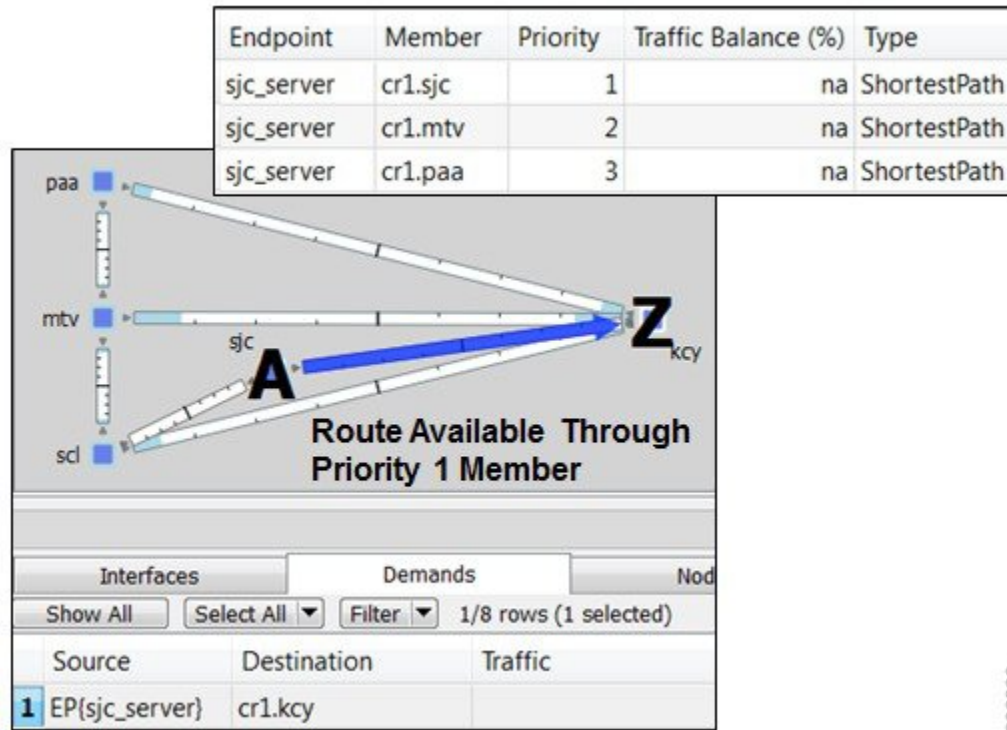 Endpoint Member Priority Traffic Balance (%) Type
sjc_server cr1.sjc 1 na ShortestPath
sjc_server cr1.mtv 2 na ShortestPath
sjc_server cr1.paa 3 na ShortestPath
paa
mtv
sjc
A
Z
kcy
scl
Route Available Through
Priority 1 Member
Interfaces Demands Nod
Show All Select All Filter 1/8 rows (1 selected)
Source Destination Traffic
1 EP{sjc_server} cr1.kcy